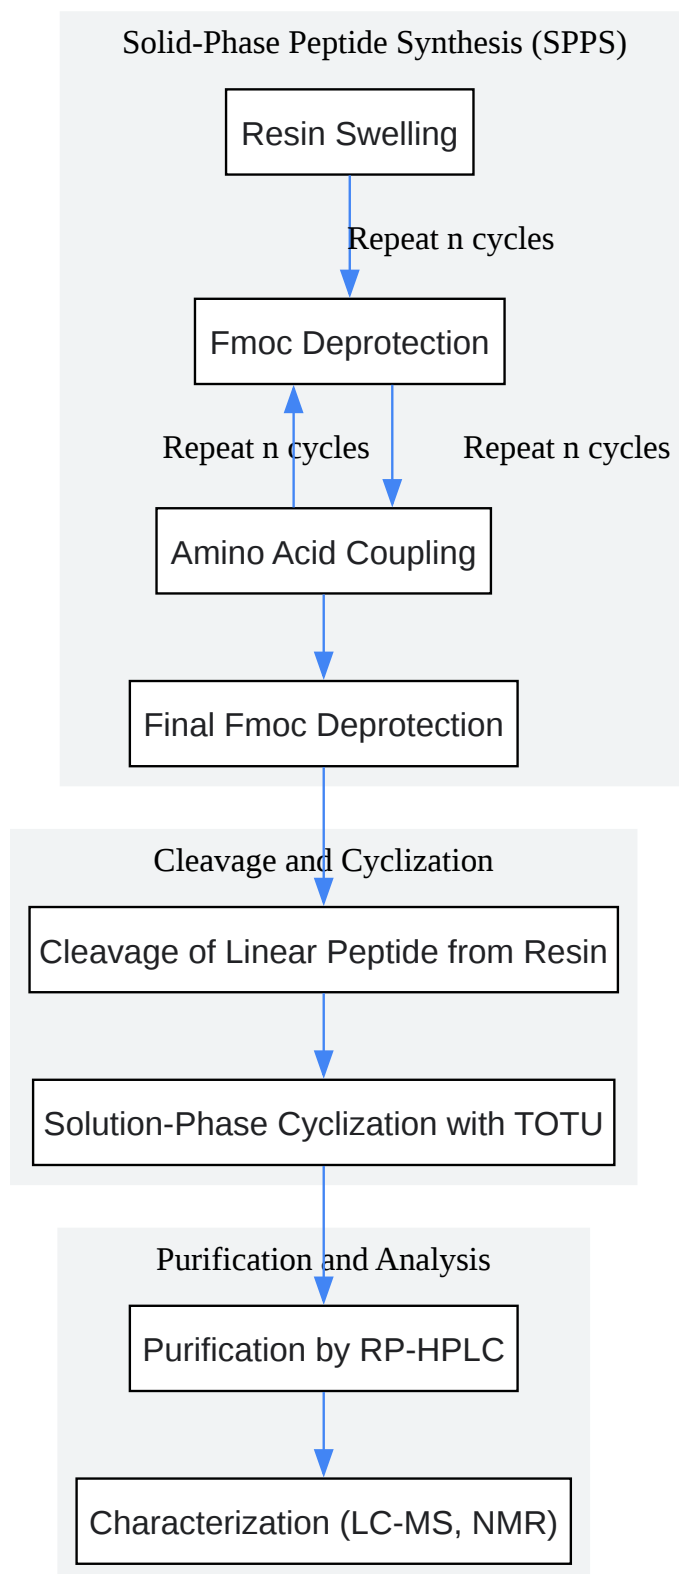 Solid-Phase Peptide Synthesis (SPPS)
Resin Swelling
Repeat n cycles
Fmoc Deprotection
Repeat n cycles
Repeat n cycles
Amino Acid Coupling
Final Fmoc Deprotection
Cleavage and Cyclization
Cleavage of Linear Peptide from Resin
Solution-Phase Cyclization with TOTU
Purification and Analysis
Purification by RP-HPLC
Characterization (LC-MS, NMR)